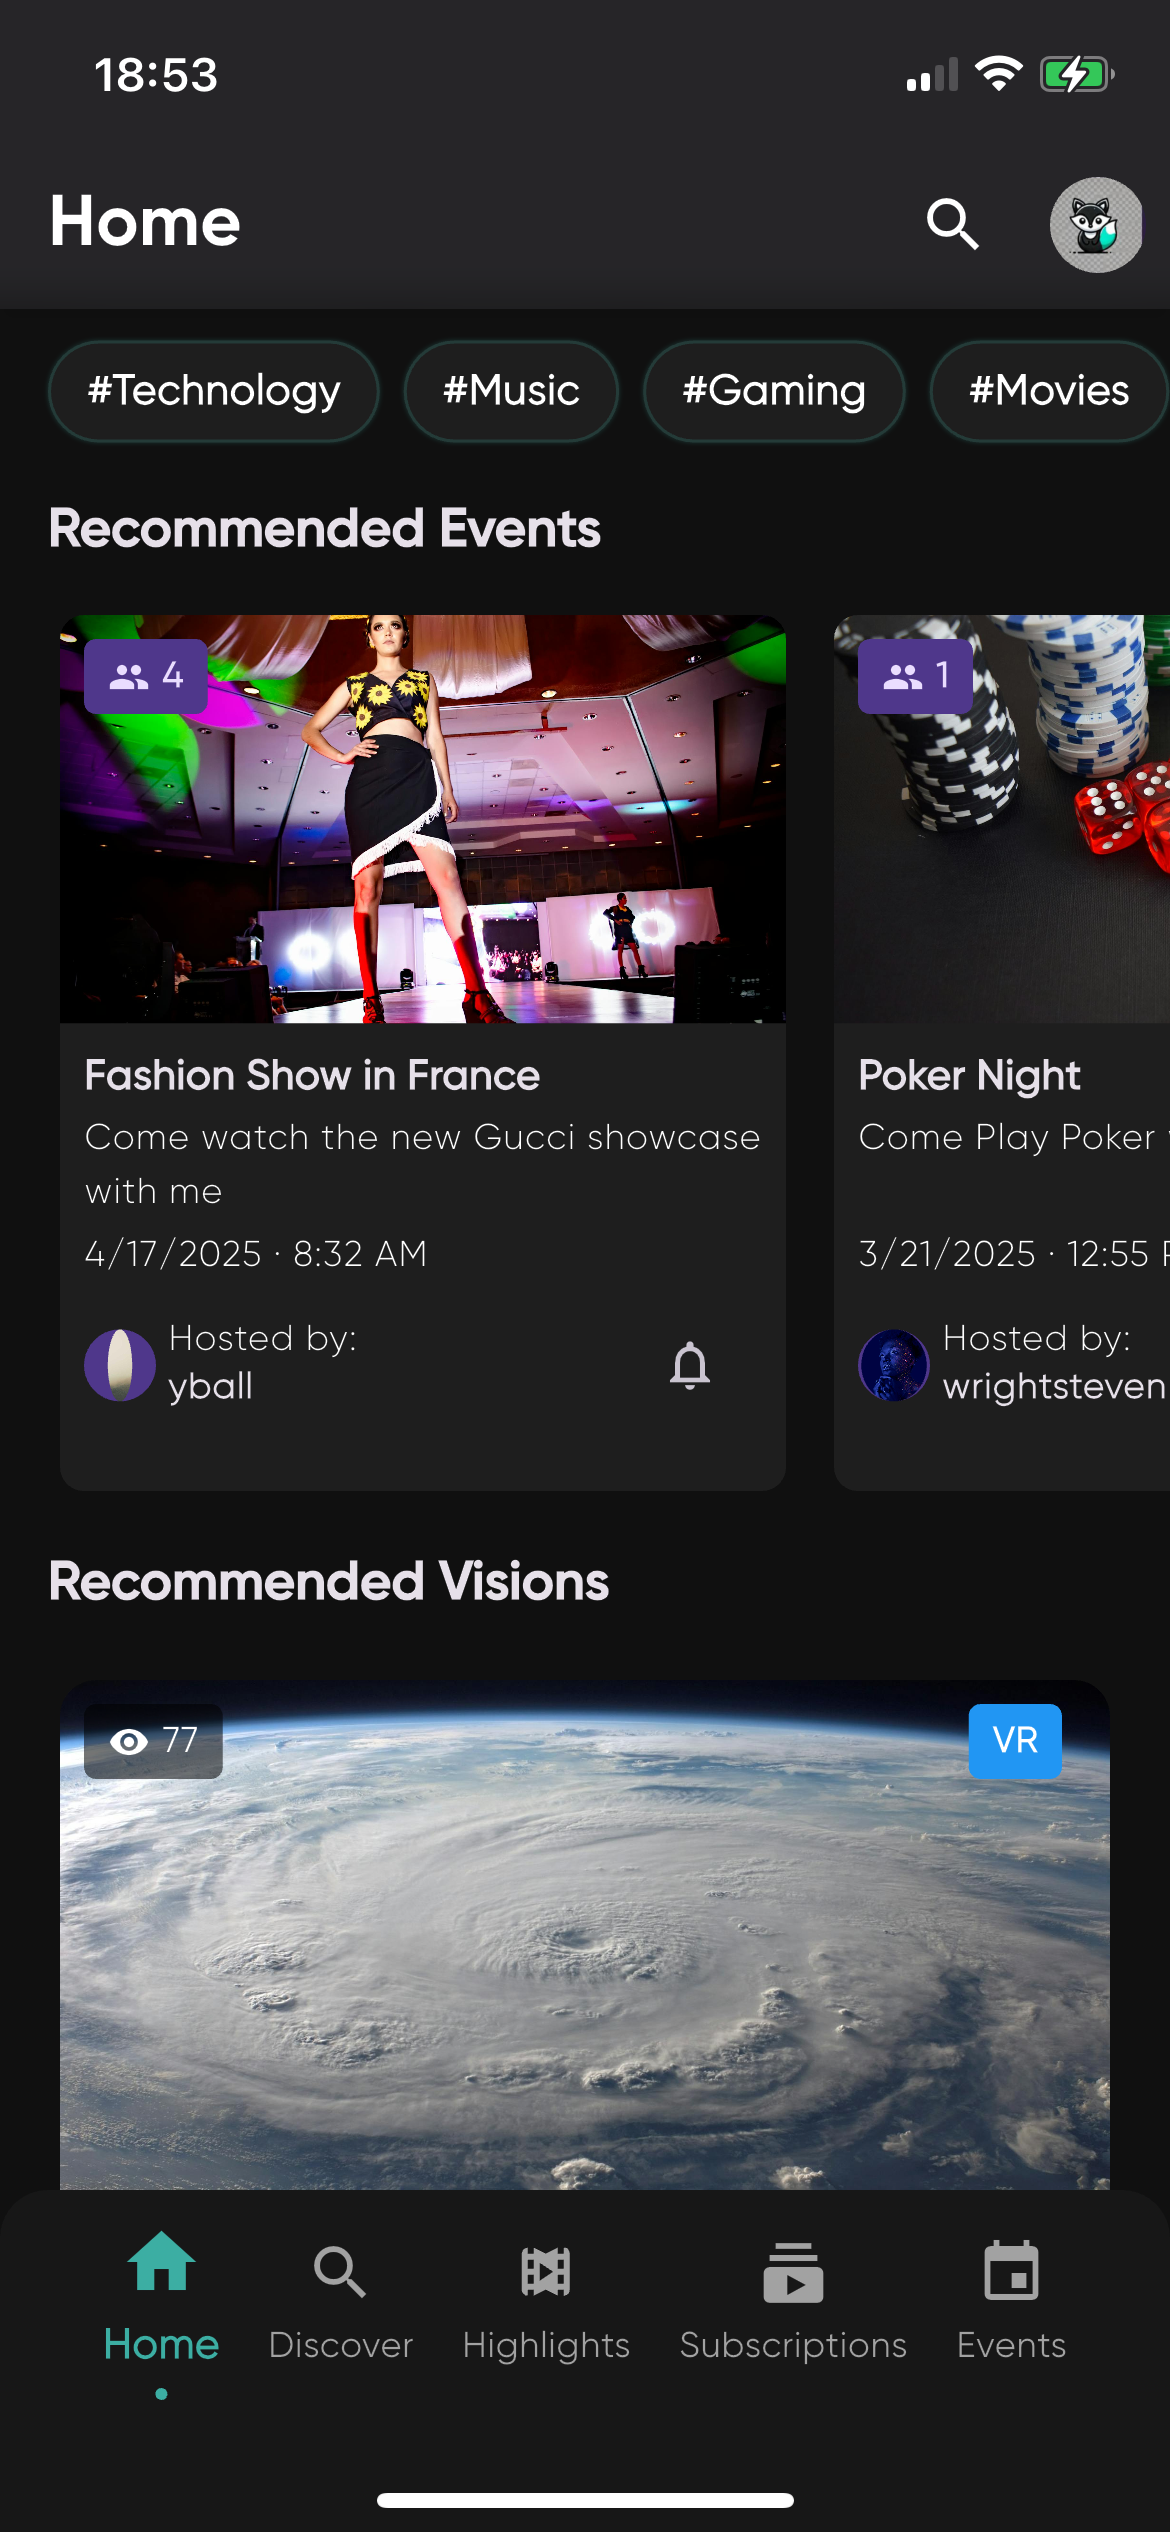 18:53
Home
#Technology #Music #Gaming #Movies
Recommended Events
4
1
Fashion Show in France
Come watch the new Gucci showcase
with me
4/17/2025 · 8:32 AM
Hosted by:
yball
Poker Night
Come Play Poker
3/21/2025 · 12:55
Hosted by:
wrightsteven
Recommended Visions
77
VR
Home Discover Highlights Subscriptions Events